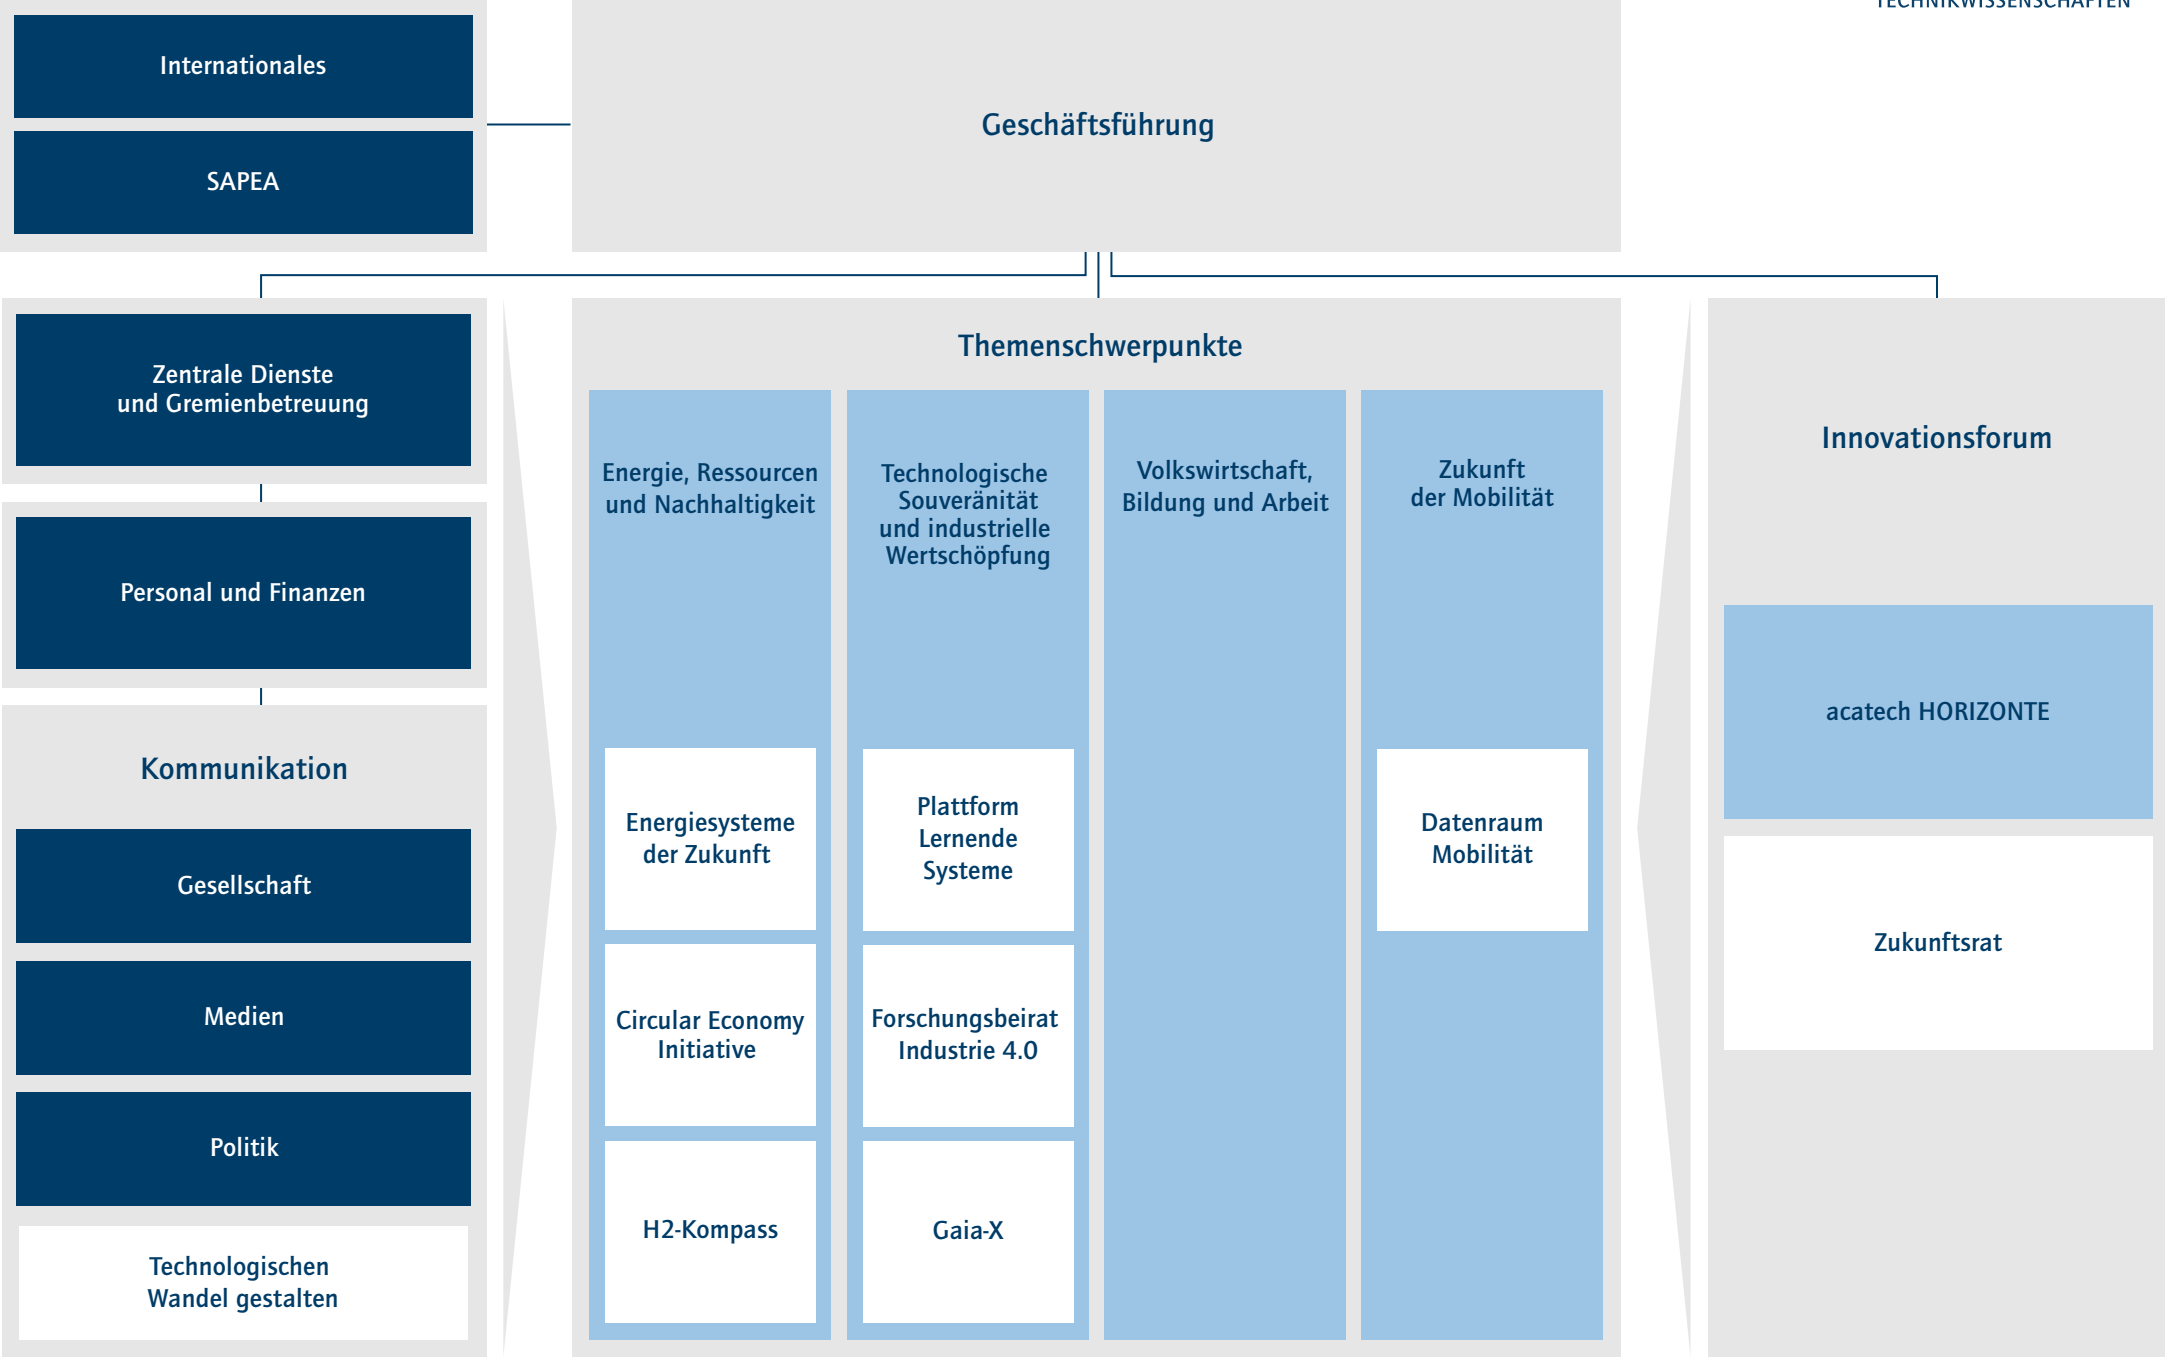 TECHNIKWISSENSCHAFTEN
Internationales
SAPEA
Geschäftsführung
Zentrale Dienste
und Gremienbetreuung
Personal und Finanzen
Kommunikation
Gesellschaft
Medien
Politik
Technologischen
Wandel gestalten
Themenschwerpunkte
Energie, Ressourcen
und Nachhaltigkeit
Energiesysteme
der Zukunft
Circular Economy
Initiative
H2-Kompass
Technologische
Souveränität
und industrielle
Wertschöpfung
Plattform
Lernende
Systeme
Forschungsbeirat
Industrie 4.0
Gaia-X
Volkswirtschaft,
Bildung und Arbeit
Zukunft
der Mobilität
Datenraum
Mobilität
Innovationsforum
acatech HORIZONTE
Zukunftsrat